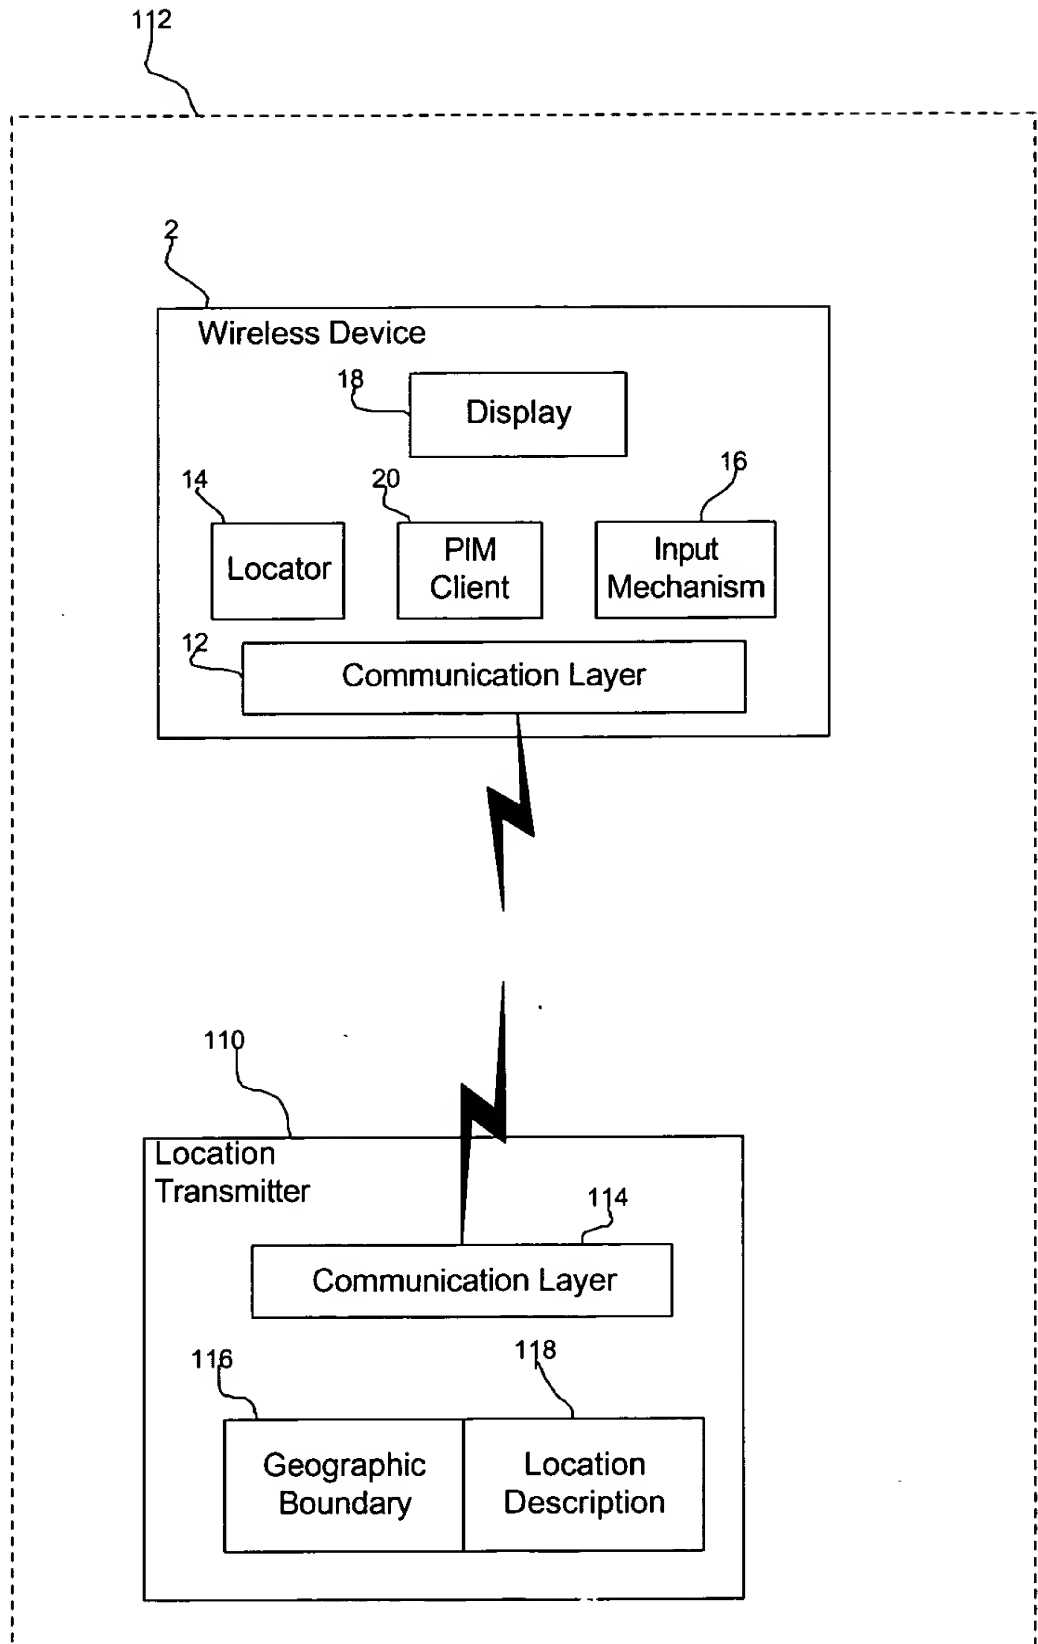 112
2
Wireless Device
18
Display
14
20
16
Locator
PIM
Client
Input
Mechanism
12
Communication Layer
110
Location
Transmitter
114
Communication Layer
116
118
Geographic
Boundary
Location
Description